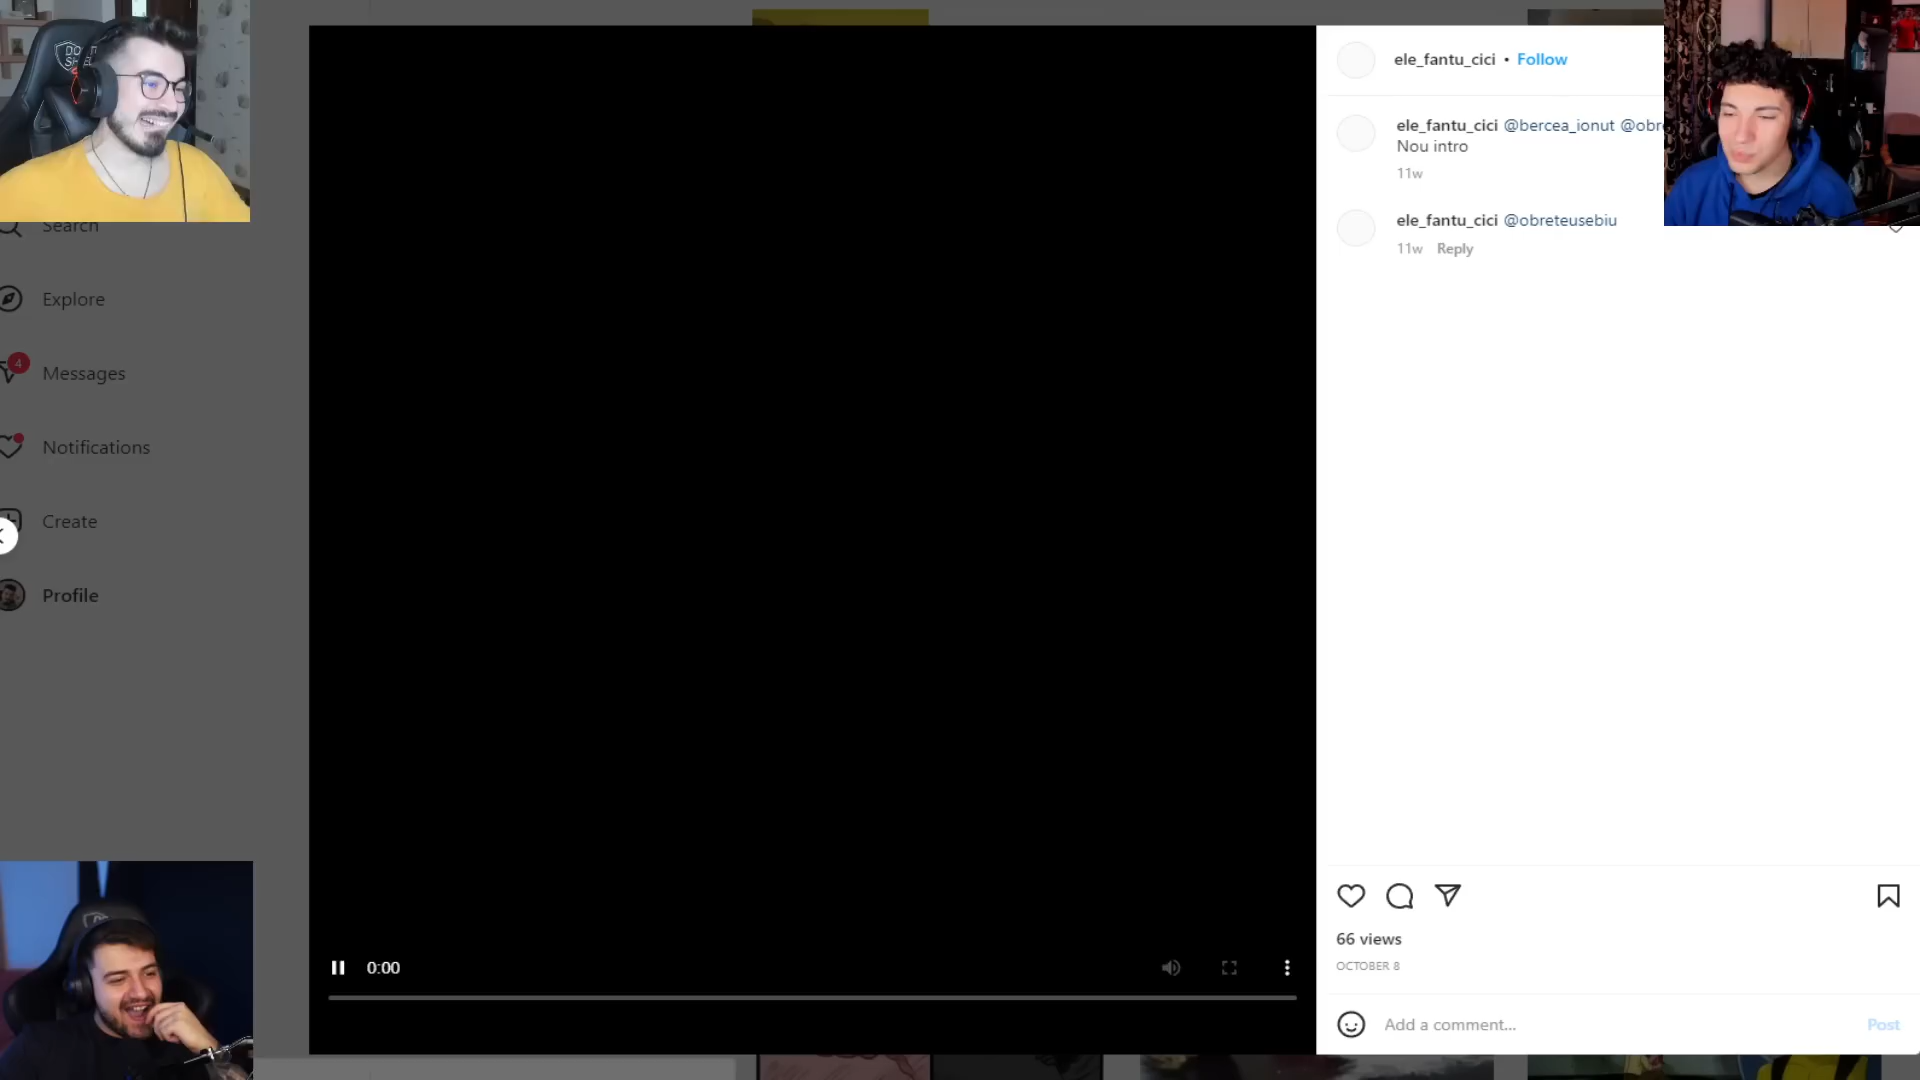 Search
Explore
4
Messages
Notifications
Create
Profile
0:00
ele_fantu_cici • Follow
ele_fantu_cici @bercea_ionut @obr
Nou intro
11w
ele_fantu_cici @obreteusebiu
11w Reply
66 views
OCTOBER 8
Add a comment...
Post